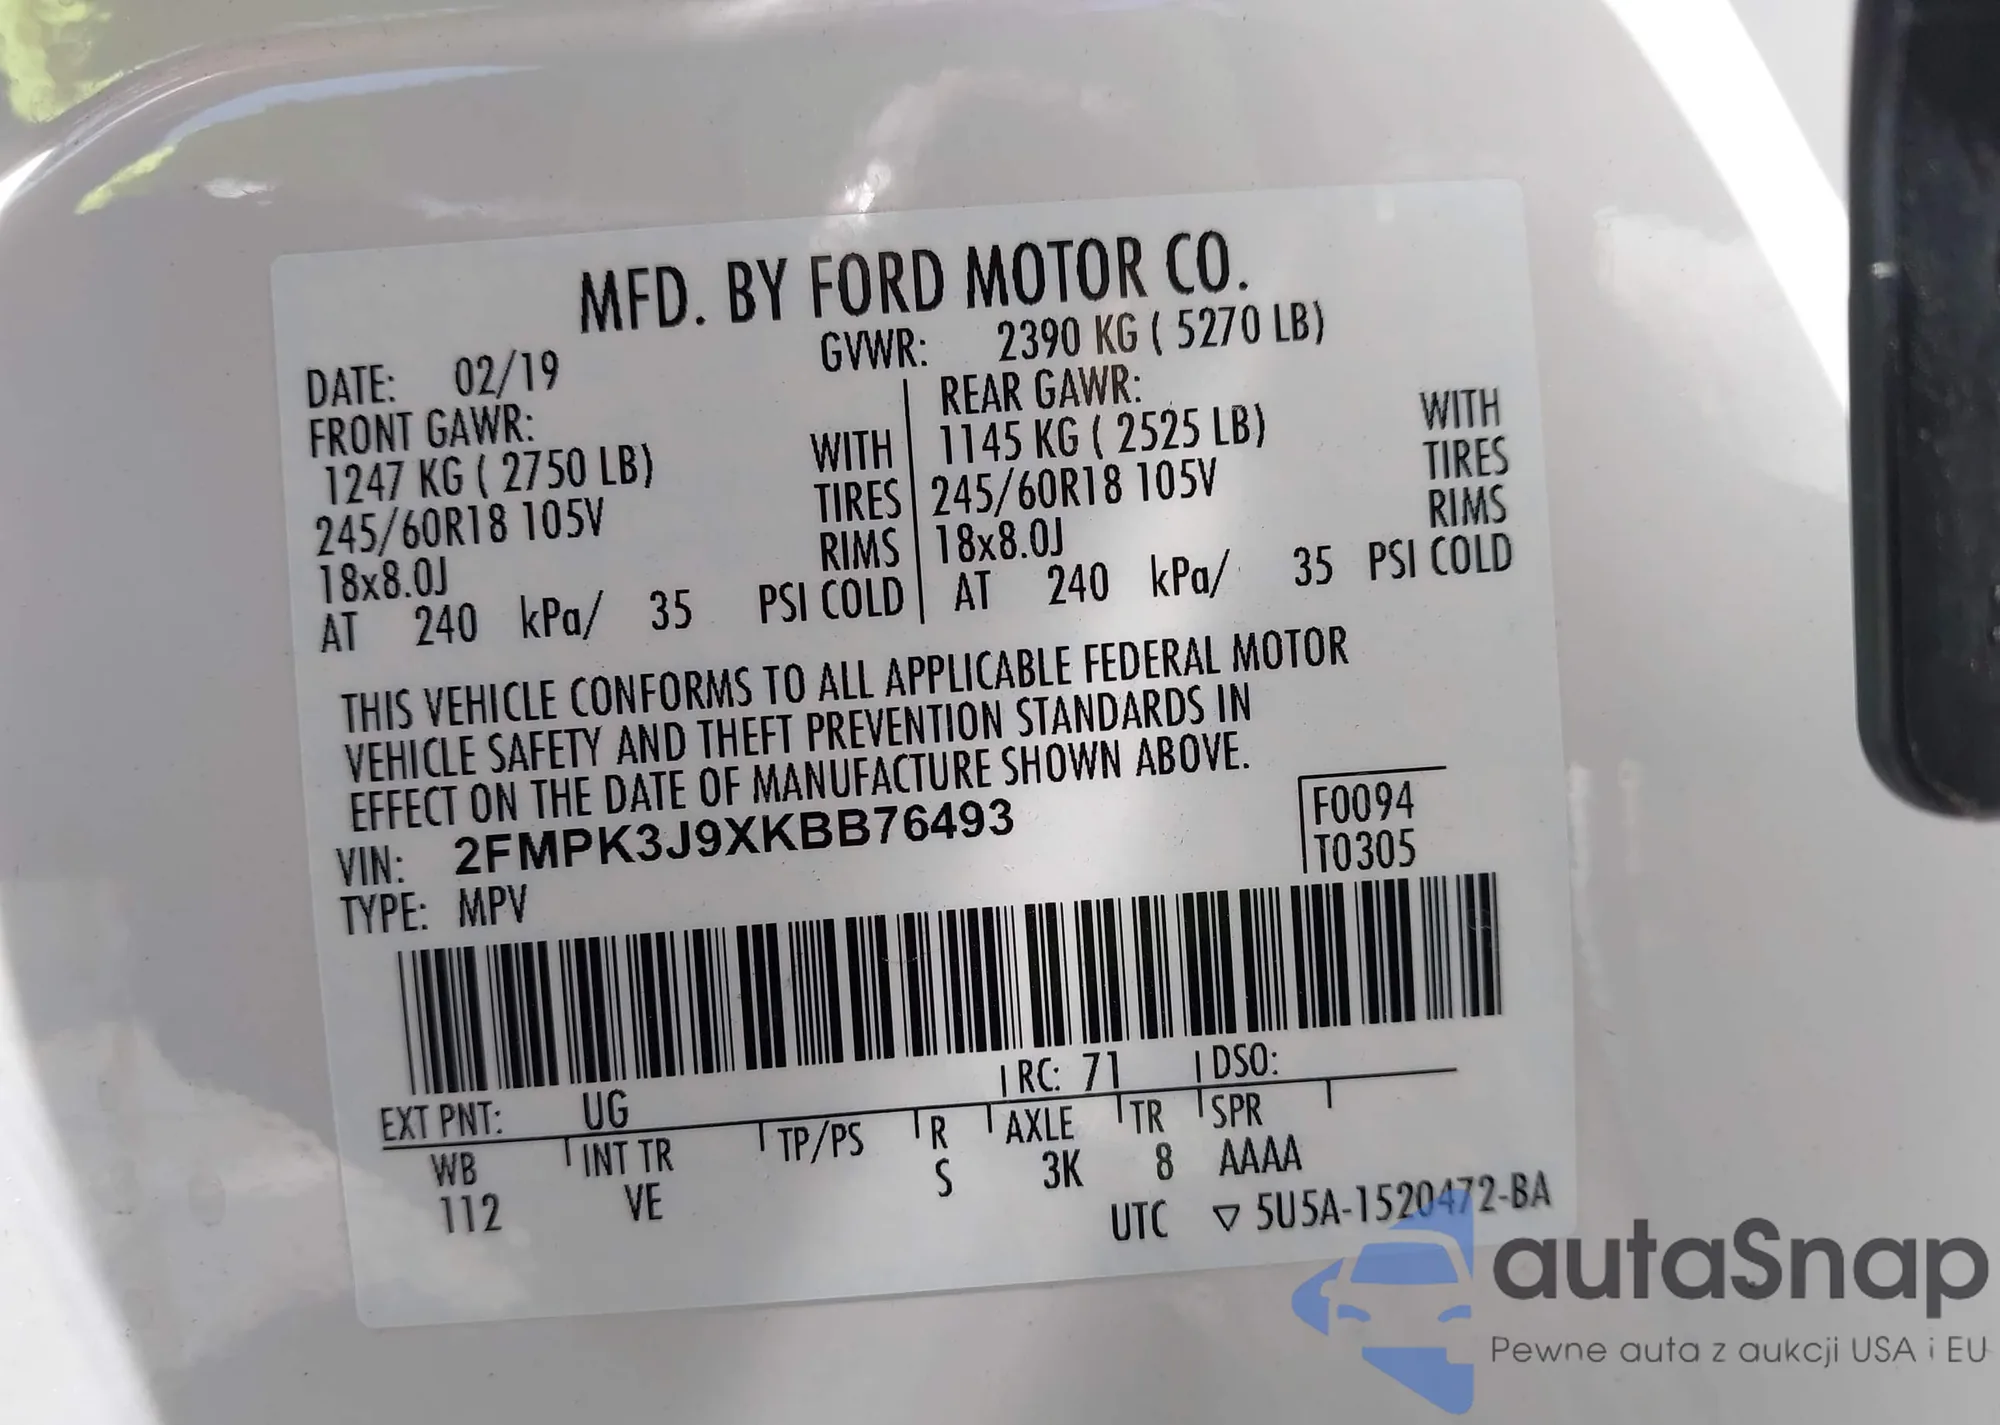 MFD. BY FORD MOTOR CO.
DATE: 02/19 GVWR: 2390 KG ( 5270 LB)
FRONT GAWR: REAR GAWR:
1247 KG ( 2750 LB) WITH 1145 KG ( 2525 LB) WITH
245/60R18 105V TIRES 245/60R18 105V TIRES
18x8.0J RIMS 18x8.0J RIMS
AT 240 kPa/ 35 PSI COLD AT 240 kPa/ 35 PSI COLD
THIS VEHICLE CONFORMS TO ALL APPLICABLE FEDERAL MOTOR
VEHICLE SAFETY AND THEFT PREVENTION STANDARDS IN
EFFECT ON THE DATE OF MANUFACTURE SHOWN ABOVE.
VIN: 2FMPK3J9XKBB76493 F0094
TYPE: MPV T0305
EXT PNT: UG RC: 71 DSO:
WB INT TR TP/PS R AXLE TR SPR
112 VE S 3K 8 AAAA
UTC ▽ 5U5A-1520472-BA
autaSnap
Pewne auta z aukcji USA i EU